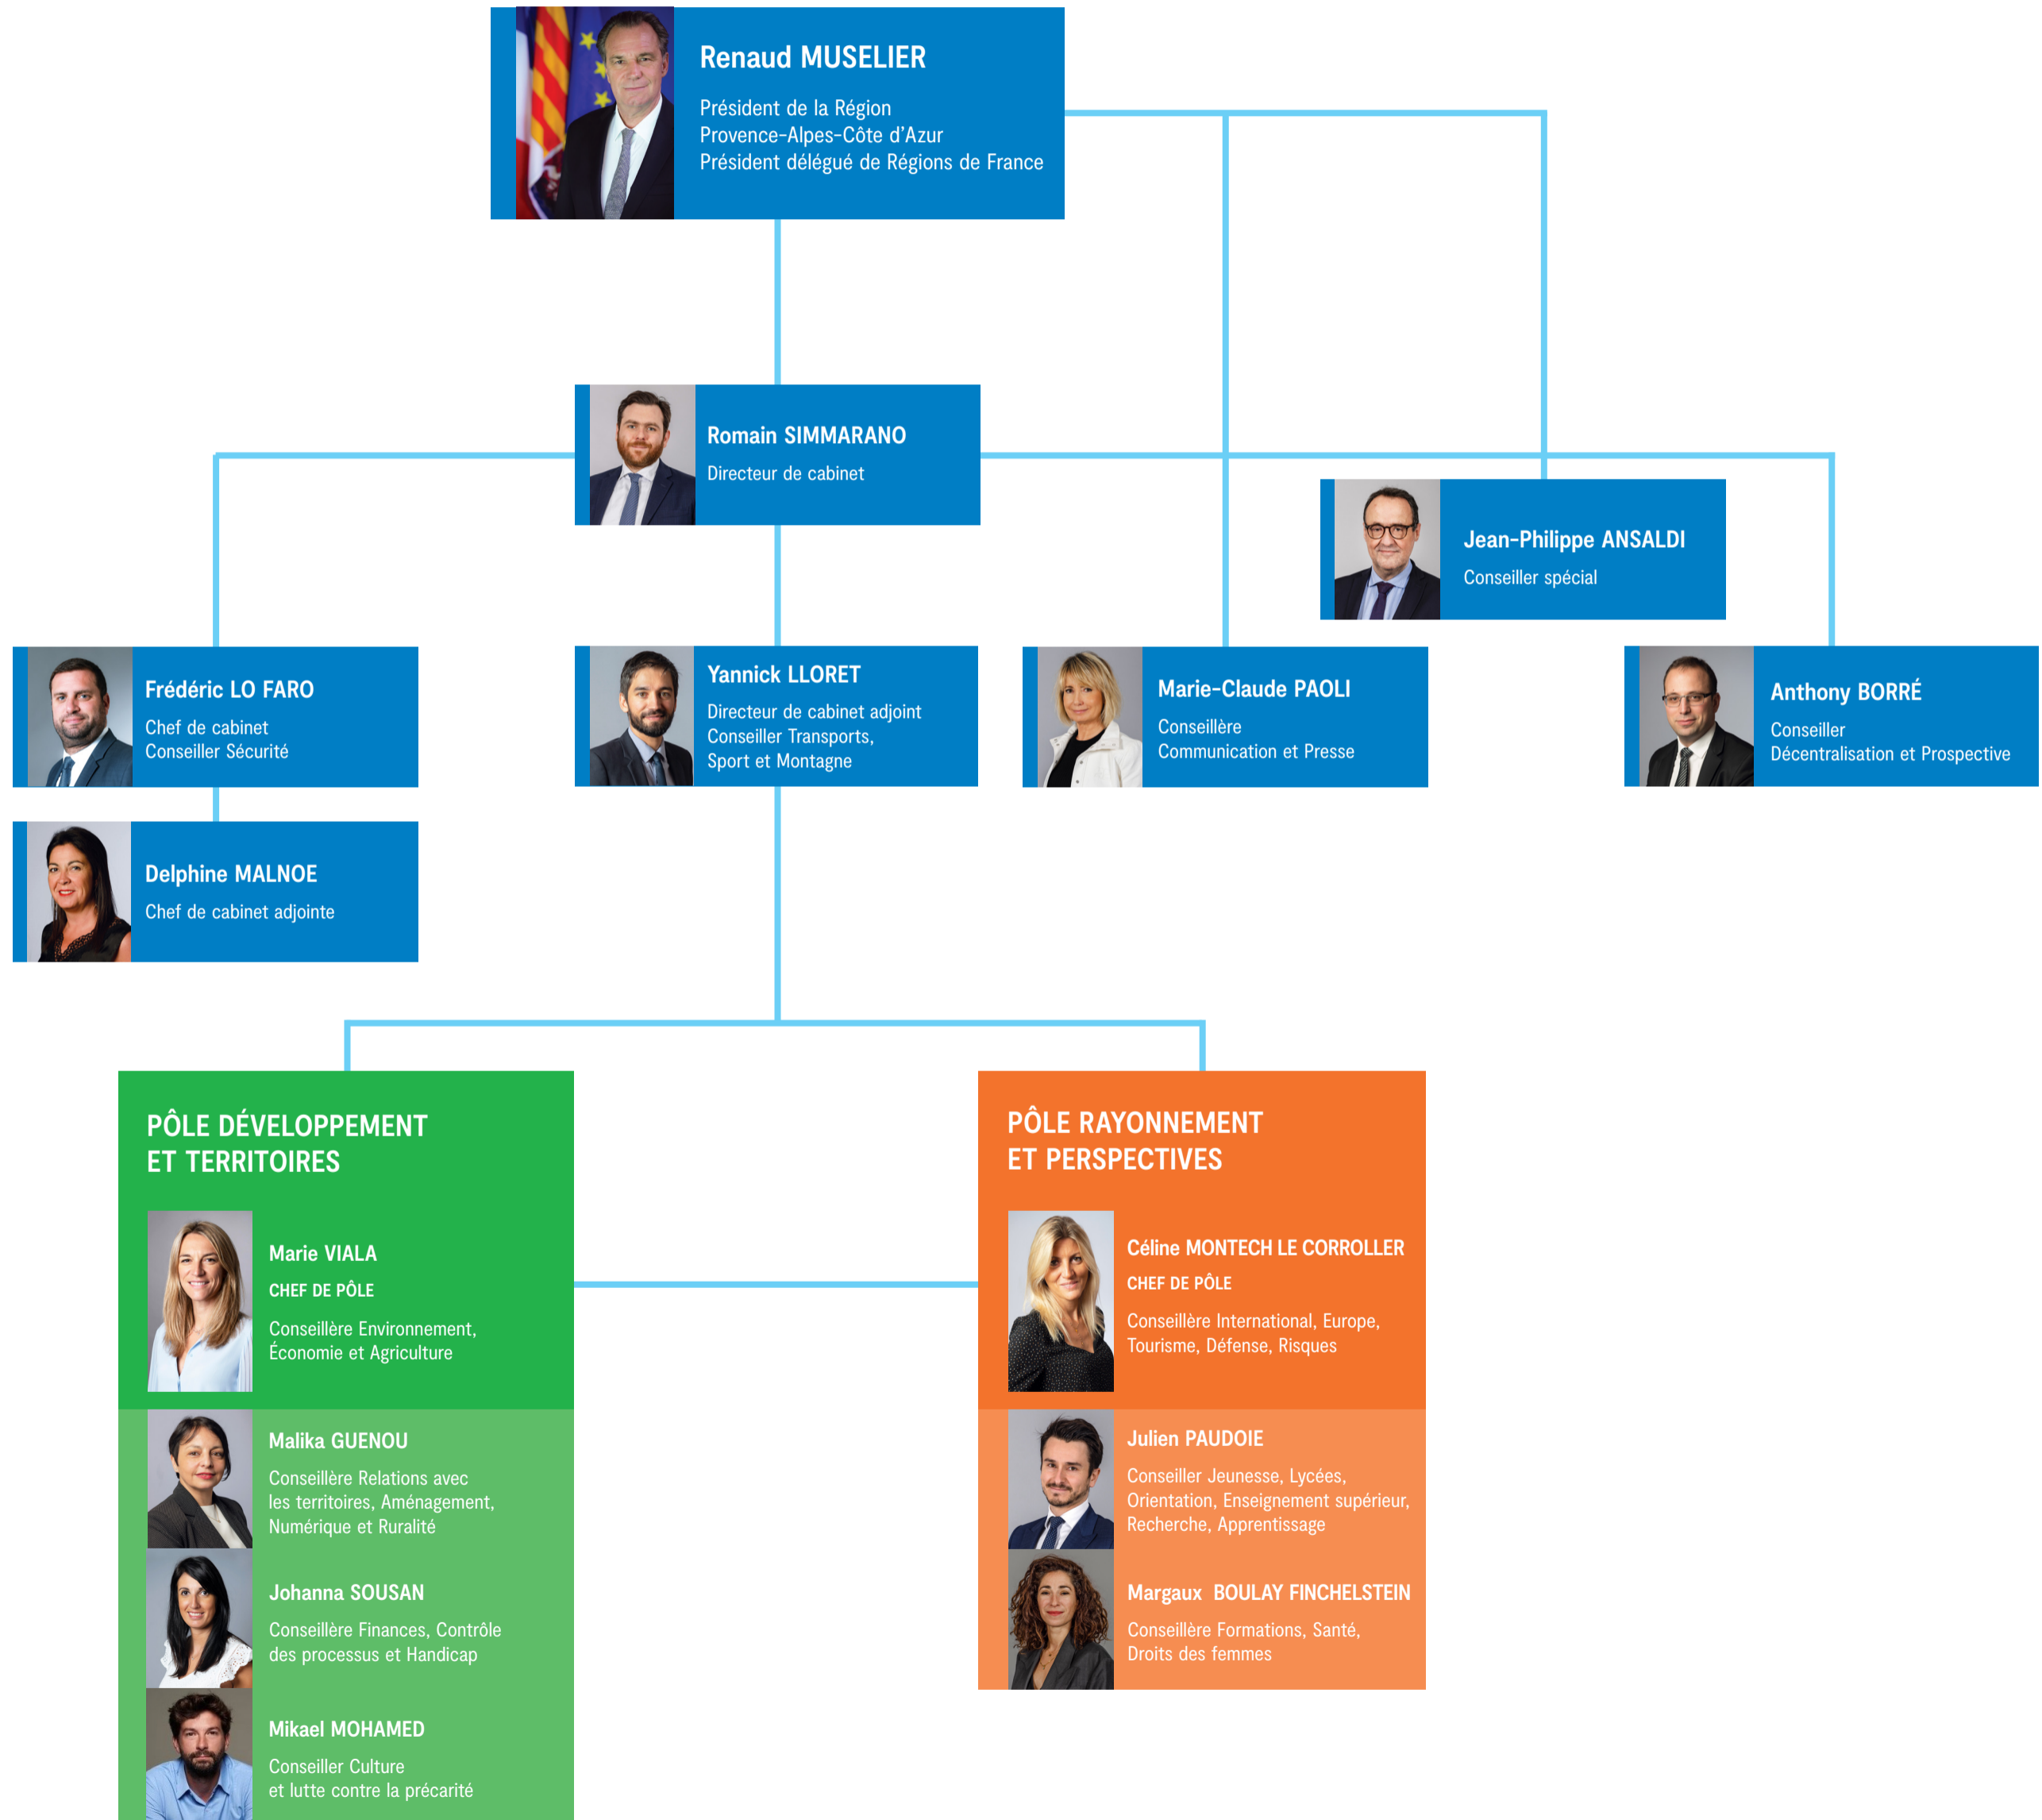 Renaud MUSELIER
Président de la Région
Provence-Alpes-Côte d'Azur
Président délégué de Régions de France
Romain SIMMARANO
Directeur de cabinet
Jean-Philippe ANSALDI
Conseiller spécial
Frédéric LO FARO
Chef de cabinet
Conseiller Sécurité
Yannick LLORET
Directeur de cabinet adjoint
Conseiller Transports,
Sport et Montagne
Marie-Claude PAOLI
Conseillère
Communication et Presse
Anthony BORRÉ
Conseiller
Décentralisation et Prospective
Delphine MALNOE
Chef de cabinet adjointe
PÔLE DÉVELOPPEMENT
ET TERRITOIRES
Marie VIALA
CHEF DE PÔLE
Conseillère Environnement,
Économie et Agriculture
Malika GUENOU
Conseillère Relations avec
les territoires, Aménagement,
Numérique et Ruralité
Johanna SOUSAN
Conseillère Finances, Contrôle
des processus et Handicap
Mikael MOHAMED
Conseiller Culture
et lutte contre la précarité
PÔLE RAYONNEMENT
ET PERSPECTIVES
Céline MONTECH LE CORROLLER
CHEF DE PÔLE
Conseillère International, Europe,
Tourisme, Défense, Risques
Julien PAUDOIE
Conseiller Jeunesse, Lycées,
Orientation, Enseignement supérieur,
Recherche, Apprentissage
Margaux BOULAY FINCHELSTEIN
Conseillère Formations, Santé,
Droits des femmes